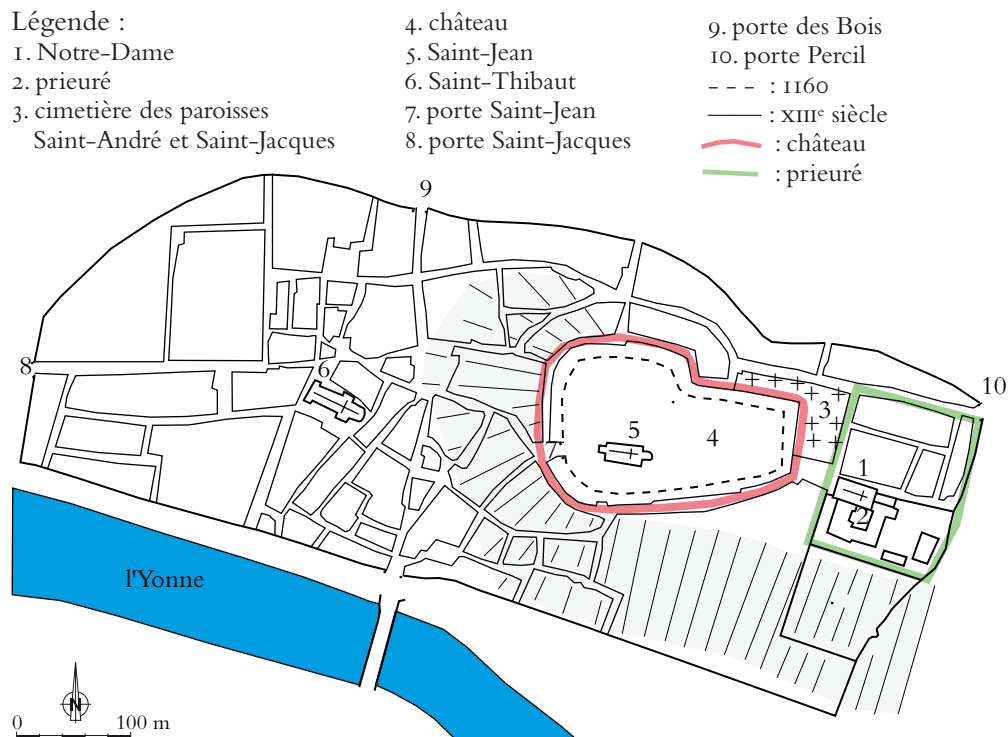 Légende :
1. Notre-Dame
2. prieuré
3. cimetière des paroisses
Saint-André et Saint-Jacques
4. château
5. Saint-Jean
6. Saint-Thibaut
7. porte Saint-Jean
8. porte Saint-Jacques
9. porte des Bois
10. porte Percil
: 1160
: XIIIe siècle
: château
: prieuré
9
8
6
10
3
5
4
7
1
2
l'Yonne
N
0 100 m